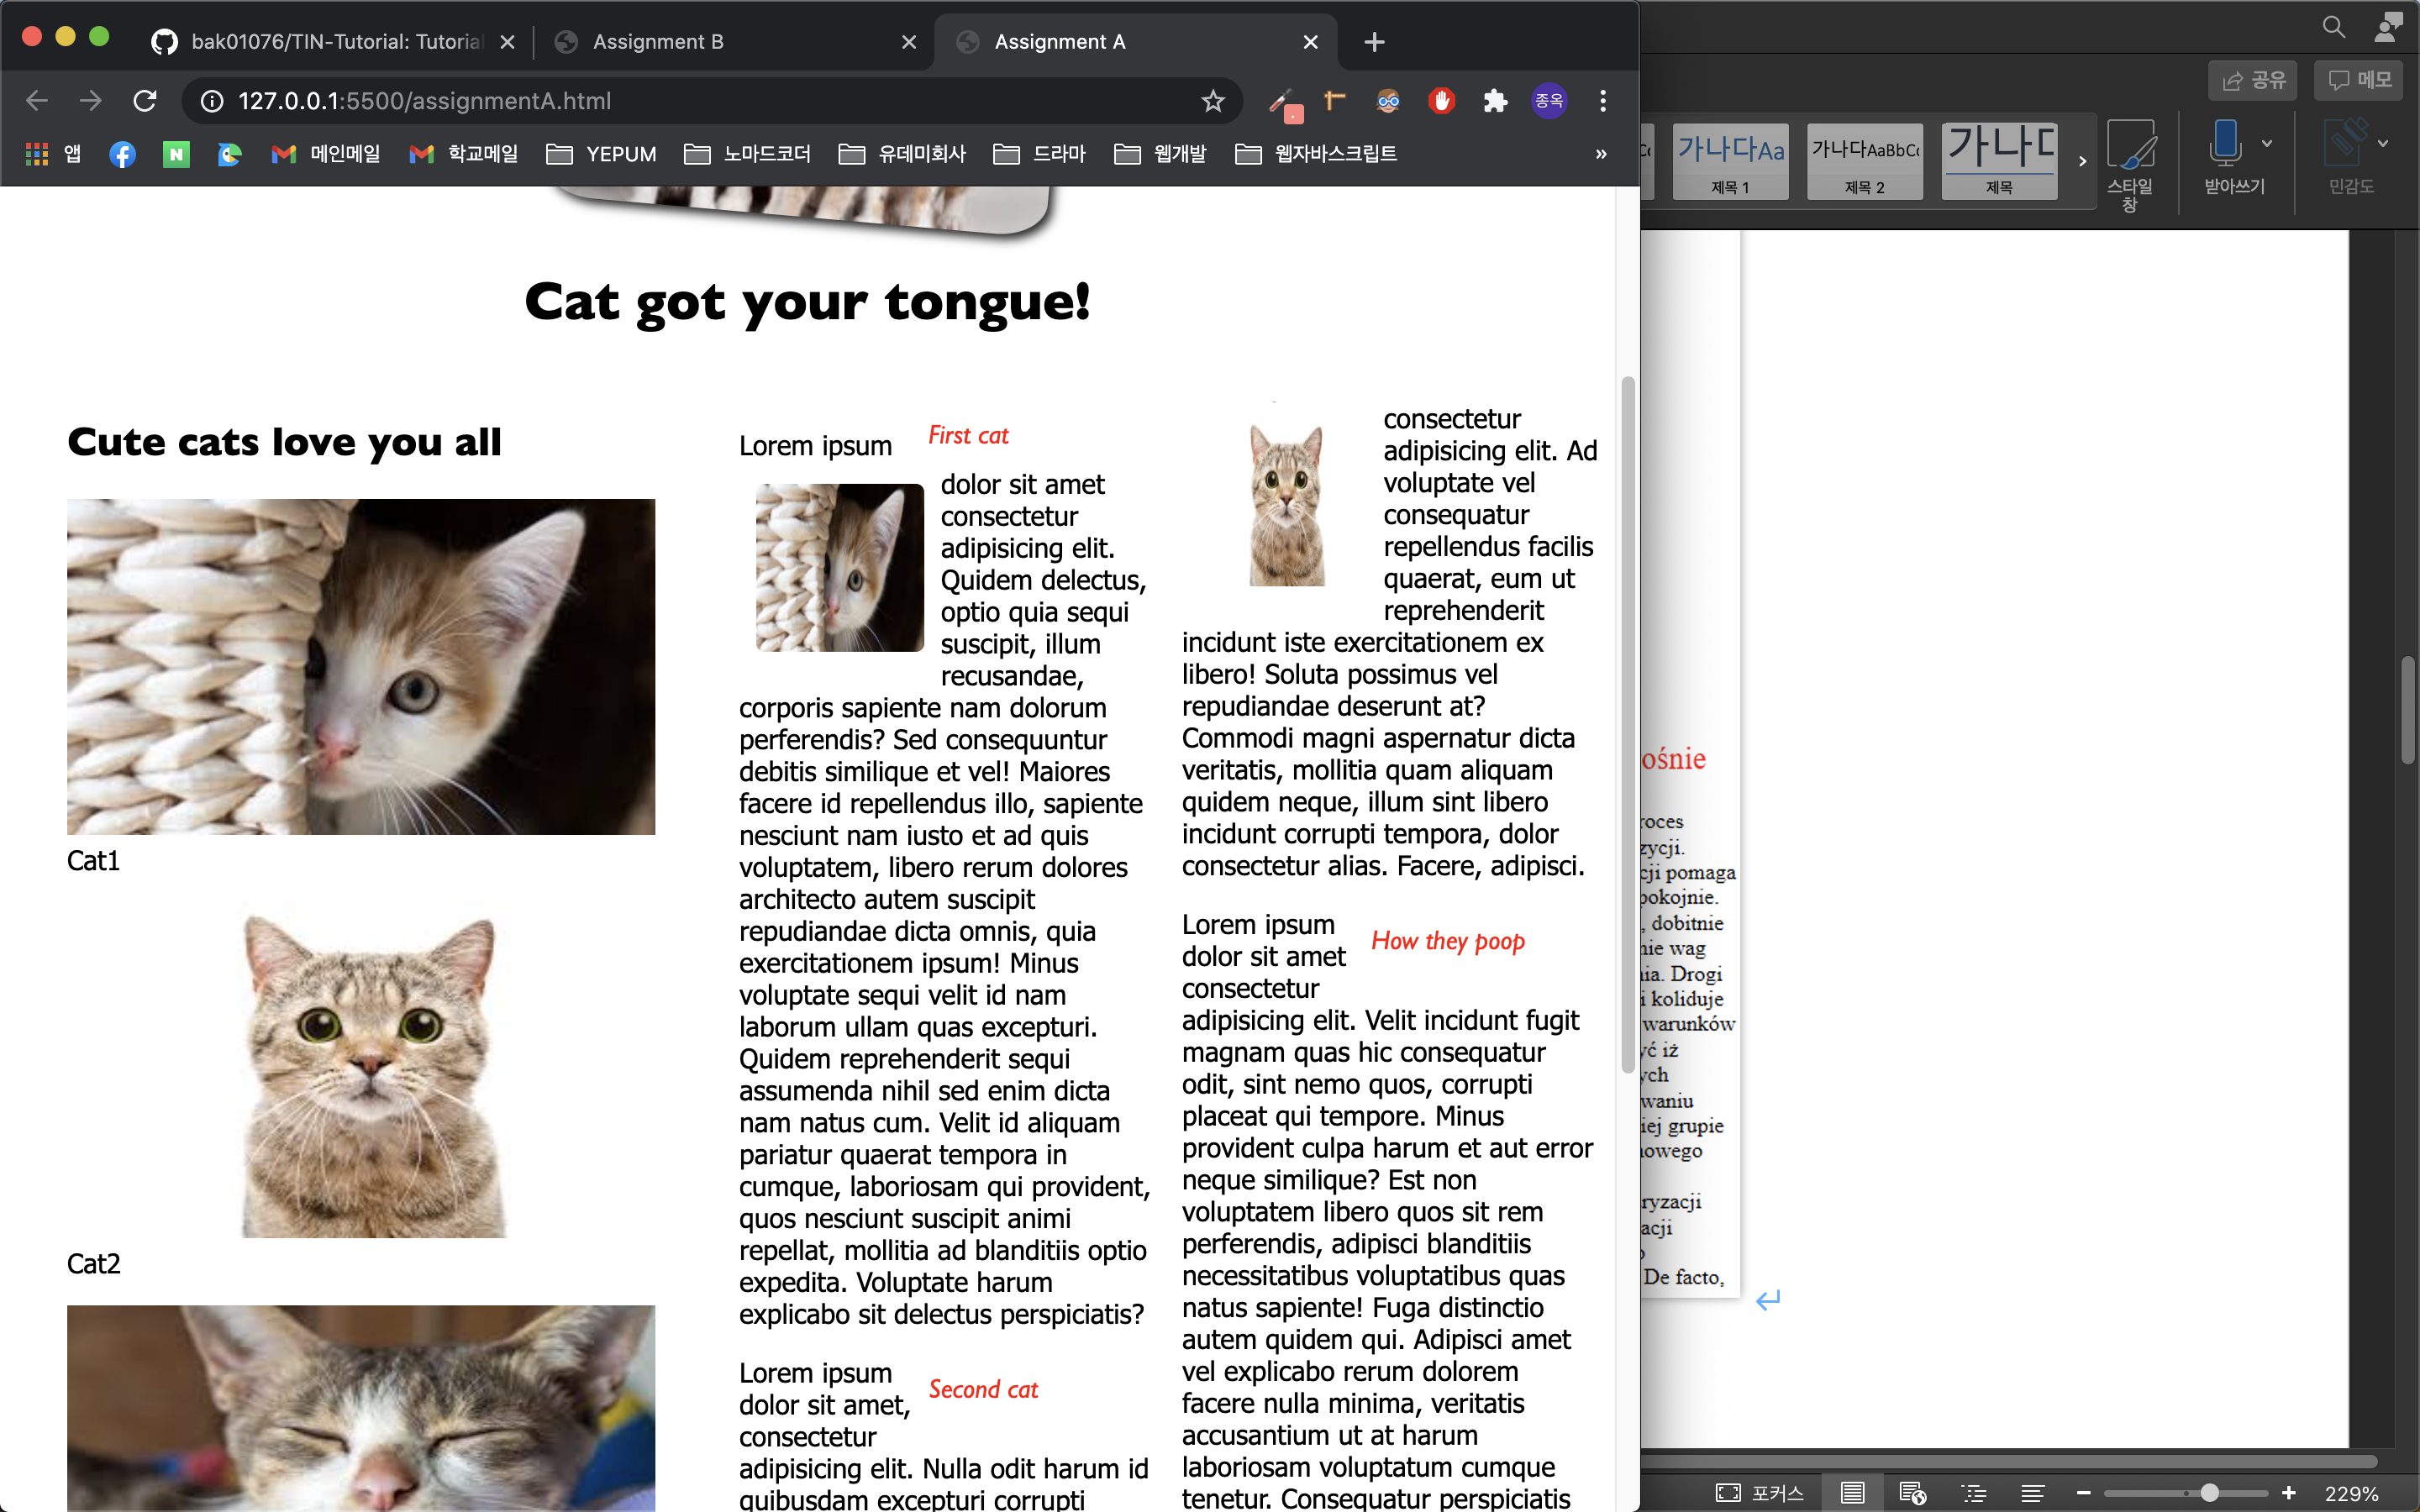 bak01076/TIN-Tutorial: Tutorial
Assignment B
Assignment A
127.0.0.1:5500/assignmentA.html
종옥
앱
메인메일
학교메일
YEPUM
노마드코더
유데미회사
드라마
웹개발
웹자바스크립트
»
Cat got your tongue!
Cute cats love you all
Cat1
Cat2
Lorem ipsum
First cat
dolor sit amet
consectetur
adipisicing elit.
Quidem delectus,
optio quia sequi
suscipit, illum
recusandae,
corporis sapiente nam dolorum
perferendis? Sed consequuntur
debitis similique et vel! Maiores
facere id repellendus illo, sapiente
nesciunt nam iusto et ad quis
voluptatem, libero rerum dolores
architecto autem suscipit
repudiandae dicta omnis, quia
exercitationem ipsum! Minus
voluptate sequi velit id nam
laborum ullam quas excepturi.
Quidem reprehenderit sequi
assumenda nihil sed enim dicta
nam natus cum. Velit id aliquam
pariatur quaerat tempora in
cumque, laboriosam qui provident,
quos nesciunt suscipit animi
repellat, mollitia ad blanditiis optio
expedita. Voluptate harum
explicabo sit delectus perspiciatis?
Lorem ipsum
dolor sit amet,
Second cat
consectetur
adipisicing elit. Nulla odit harum id
quibusdam excepturi corrupti
consectetur
adipisicing elit. Ad
voluptate vel
consequatur
repellendus facilis
quaerat, eum ut
reprehenderit
incidunt iste exercitationem ex
libero! Soluta possimus vel
repudiandae deserunt at?
Commodi magni aspernatur dicta
veritatis, mollitia quam aliquam
quidem neque, illum sint libero
incidunt corrupti tempora, dolor
consectetur alias. Facere, adipisci.
Lorem ipsum
dolor sit amet
How they poop
consectetur
adipisicing elit. Velit incidunt fugit
magnam quas hic consequatur
odit, sint nemo quos, corrupti
placeat qui tempore. Minus
provident culpa harum et aut error
neque similique? Est non
voluptatem libero quos sit rem
perferendis, adipisci blanditiis
necessitatibus voluptatibus quas
natus sapiente! Fuga distinctio
autem quidem qui. Adipisci amet
vel explicabo rerum dolorem
facere nulla minima, veritatis
accusantium ut at harum
laboriosam voluptatum cumque
tenetur. Consequatur perspiciatis
공유
메모
가나다Aa
제목 1
가나다AaBbCc
제목 2
가나다
제목
스타일
창
받아쓰기
민감도
ośnie
roces
zycji.
cji pomaga
pokojnie.
, dobitnie
nie wag
nia. Drogi
i koliduje
warunków
yć iż
ych
waniu
iej grupie
nowego
ryzacji
acji
De facto,
포커스
229%